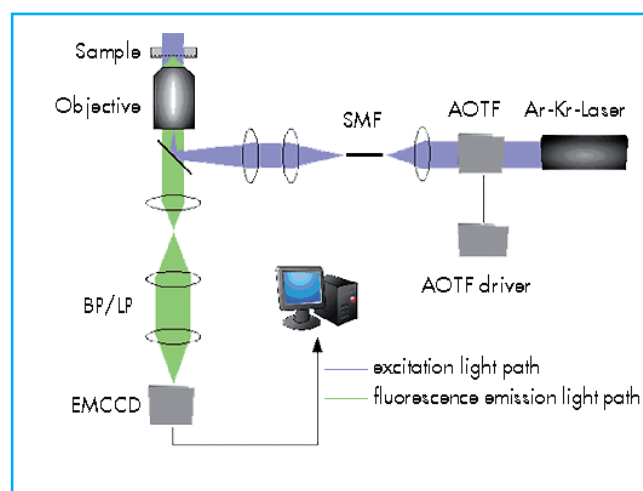 Sample
Objective
SMF
AOTF
Ar-Kr-Laser
AOTF driver
BP/LP
EMCCD
excitation light path
fluorescence emission light path